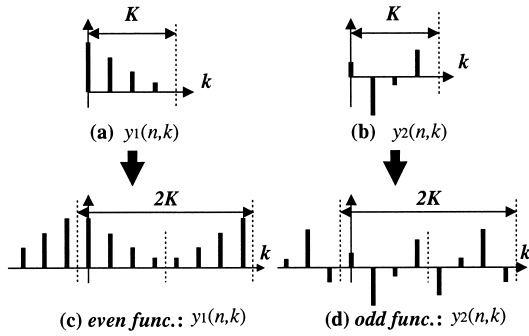 K
k
(a) y1(n,k)
K
k
(b) y2(n,k)
2K
k
(c) even func.: y1(n,k)
2K
k
(d) odd func.: y2(n,k)